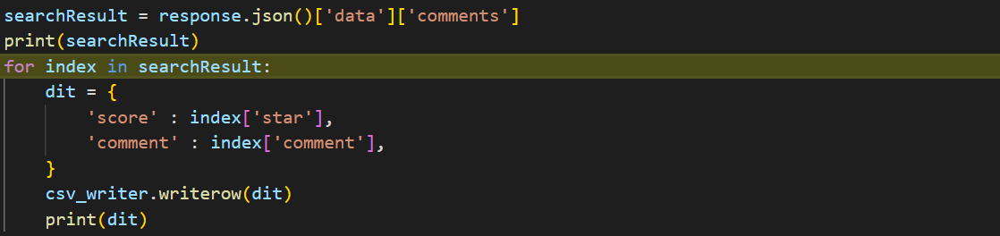 searchResult = response.json()['data']['comments']
print(searchResult)
for index in searchResult:
    dit = {
        'score' : index['star'],
        'comment' : index['comment'],
    }
    csv_writer.writerow(dit)
    print(dit)